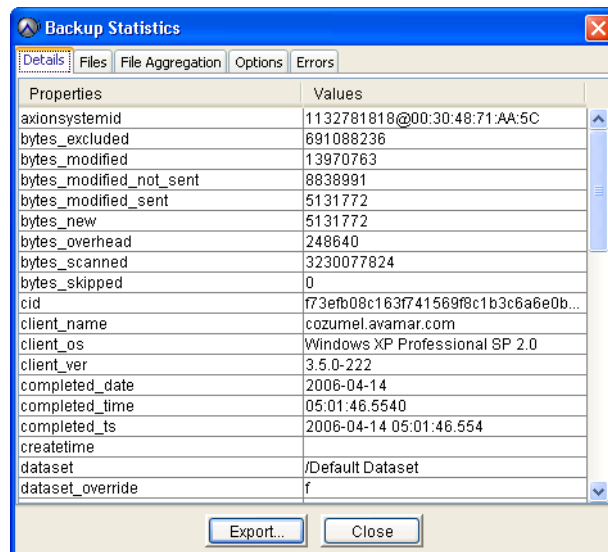 Backup Statistics
Details Files File Aggregation Options Errors
Properties Values
axionsystemid 1132781818@00:30:48:71:AA:5C
bytes_excluded 691088236
bytes_modified 13970763
bytes_modified_not_sent 8838991
bytes_modified_sent 5131772
bytes_new 5131772
bytes_overhead 248640
bytes_scanned 3230077824
bytes_skipped 0
cid f73efb08c163f741569f8c1b3c6a6e0b...
client_name cozumel.avamar.com
client_os Windows XP Professional SP 2.0
client_ver 3.5.0-222
completed_date 2006-04-14
completed_time 05:01:46.5540
completed_ts 2006-04-14 05:01:46.554
createtime
dataset /Default Dataset
dataset_override f
Export... Close